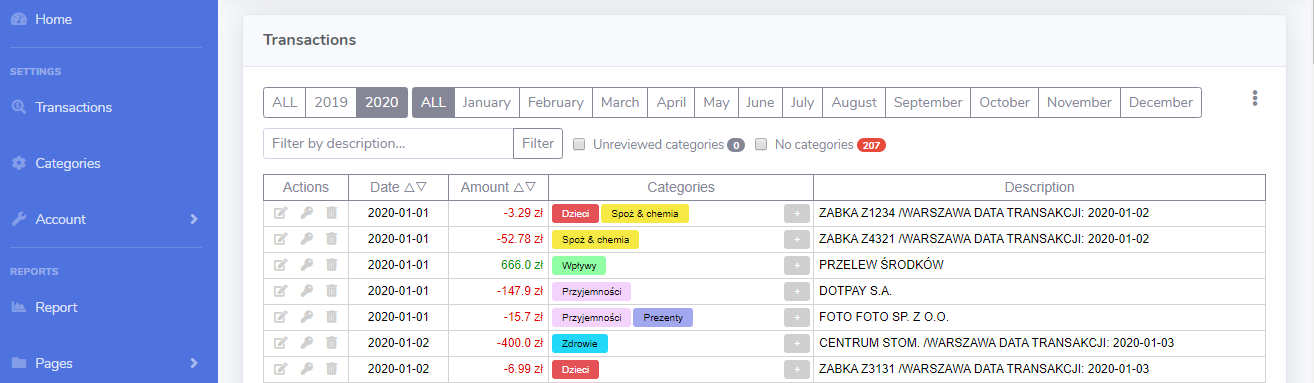 Home
SETTINGS
Transactions
Categories
Account
REPORTS
Report
Pages
Transactions
ALL 2019 2020 ALL January February March April May June July August September October November December
Filter by description... Filter Unreviewed categories 0 No categories 207
Actions Date △▽ Amount △▽ Categories Description
2020-01-01 -3.29 zł Dzieci Spoż & chemia + ZABKA Z1234 /WARSZAWA DATA TRANSAKCJI: 2020-01-02
2020-01-01 -52.78 zł Spoż & chemia + ZABKA Z4321 /WARSZAWA DATA TRANSAKCJI: 2020-01-02
2020-01-01 666.0 zł Wpływy + PRZELEW ŚRODKÓW
2020-01-01 -147.9 zł Przyjemności + DOTPAY S.A.
2020-01-01 -15.7 zł Przyjemności Prezenty + FOTO FOTO SP. Z O.O.
2020-01-02 -400.0 zł Zdrowie + CENTRUM STOM. /WARSZAWA DATA TRANSAKCJI: 2020-01-03
2020-01-02 -6.99 zł Dzieci + ZABKA Z3131 /WARSZAWA DATA TRANSAKCJI: 2020-01-03